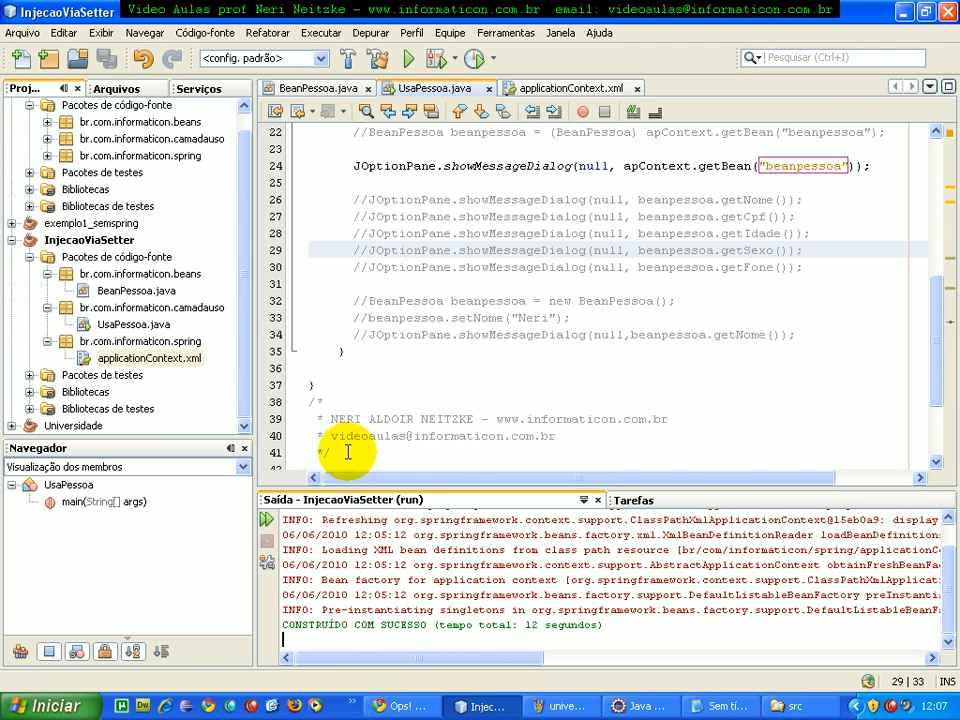 InjecaoViaSetter
Video Aulas prof Neri Neitzke - www.informaticon.com.br email: videoaulas@informaticon.com.br
Arquivo Editar Exibir Navegar Código-fonte Refatorar Executar Depurar Perfil Equipe Ferramentas Janela Ajuda
<config. padrão>
Pesquisar (Ctrl+I)
Proj... Arquivos Serviços
BeanPessoa.java UsaPessoa.java applicationContext.xml
Pacotes de código-fonte
br.com.informaticon.beans
br.com.informaticon.camadauso
br.com.informaticon.spring
Pacotes de testes
Bibliotecas
Bibliotecas de testes
exemplo1_semspring
InjecaoViaSetter
Pacotes de código-fonte
br.com.informaticon.beans
BeanPessoa.java
br.com.informaticon.camadauso
UsaPessoa.java
br.com.informaticon.spring
applicationContext.xml
Pacotes de testes
Bibliotecas
Bibliotecas de testes
Universidade
22 //BeanPessoa beanpessoa = (BeanPessoa) apContext.getBean("beanpessoa");
23
24 JOptionPane.showMessageDialog(null, apContext.getBean("beanpessoa"));
25
26 //JOptionPane.showMessageDialog(null, beanpessoa.getNome());
27 //JOptionPane.showMessageDialog(null, beanpessoa.getCpf());
28 //JOptionPane.showMessageDialog(null, beanpessoa.getIdade());
29 //JOptionPane.showMessageDialog(null, beanpessoa.getSexo());
30 //JOptionPane.showMessageDialog(null, beanpessoa.getFone());
31
32 //BeanPessoa beanpessoa = new BeanPessoa();
33 //beanpessoa.setNome("Neri");
34 //JOptionPane.showMessageDialog(null,beanpessoa.getNome());
35 }
36
37 }
38 /*
39 * NERI ALDOIR NEITZKE - www.informaticon.com.br
40 * videoaulas@informaticon.com.br
41 */
Navegador
Visualização dos membros
UsaPessoa
main(String[] args)
Saída - InjecaoViaSetter (run) Tarefas
INFO: Refreshing org.springframework.context.support.ClassPathXmlApplicationContext@15eb0a9: display
06/06/2010 12:05:12 org.springframework.beans.factory.xml.XmlBeanDefinitionReader loadBeanDefinitions
INFO: Loading XML bean definitions from class path resource [br/com/informaticon/spring/applicationCo
06/06/2010 12:05:12 org.springframework.context.support.AbstractApplicationContext obtainFreshBeanFac
INFO: Bean factory for application context [org.springframework.context.support.ClassPathXmlApplicati
06/06/2010 12:05:12 org.springframework.beans.factory.support.DefaultListableBeanFactory preInstantia
INFO: Pre-instantiating singletons in org.springframework.beans.factory.support.DefaultListableBeanFa
CONSTRUÍDO COM SUCESSO (tempo total: 12 segundos)
29 | 33 INS
Iniciar
Ops! ... Injec... unive... Java ... Sem tí... src
12:07